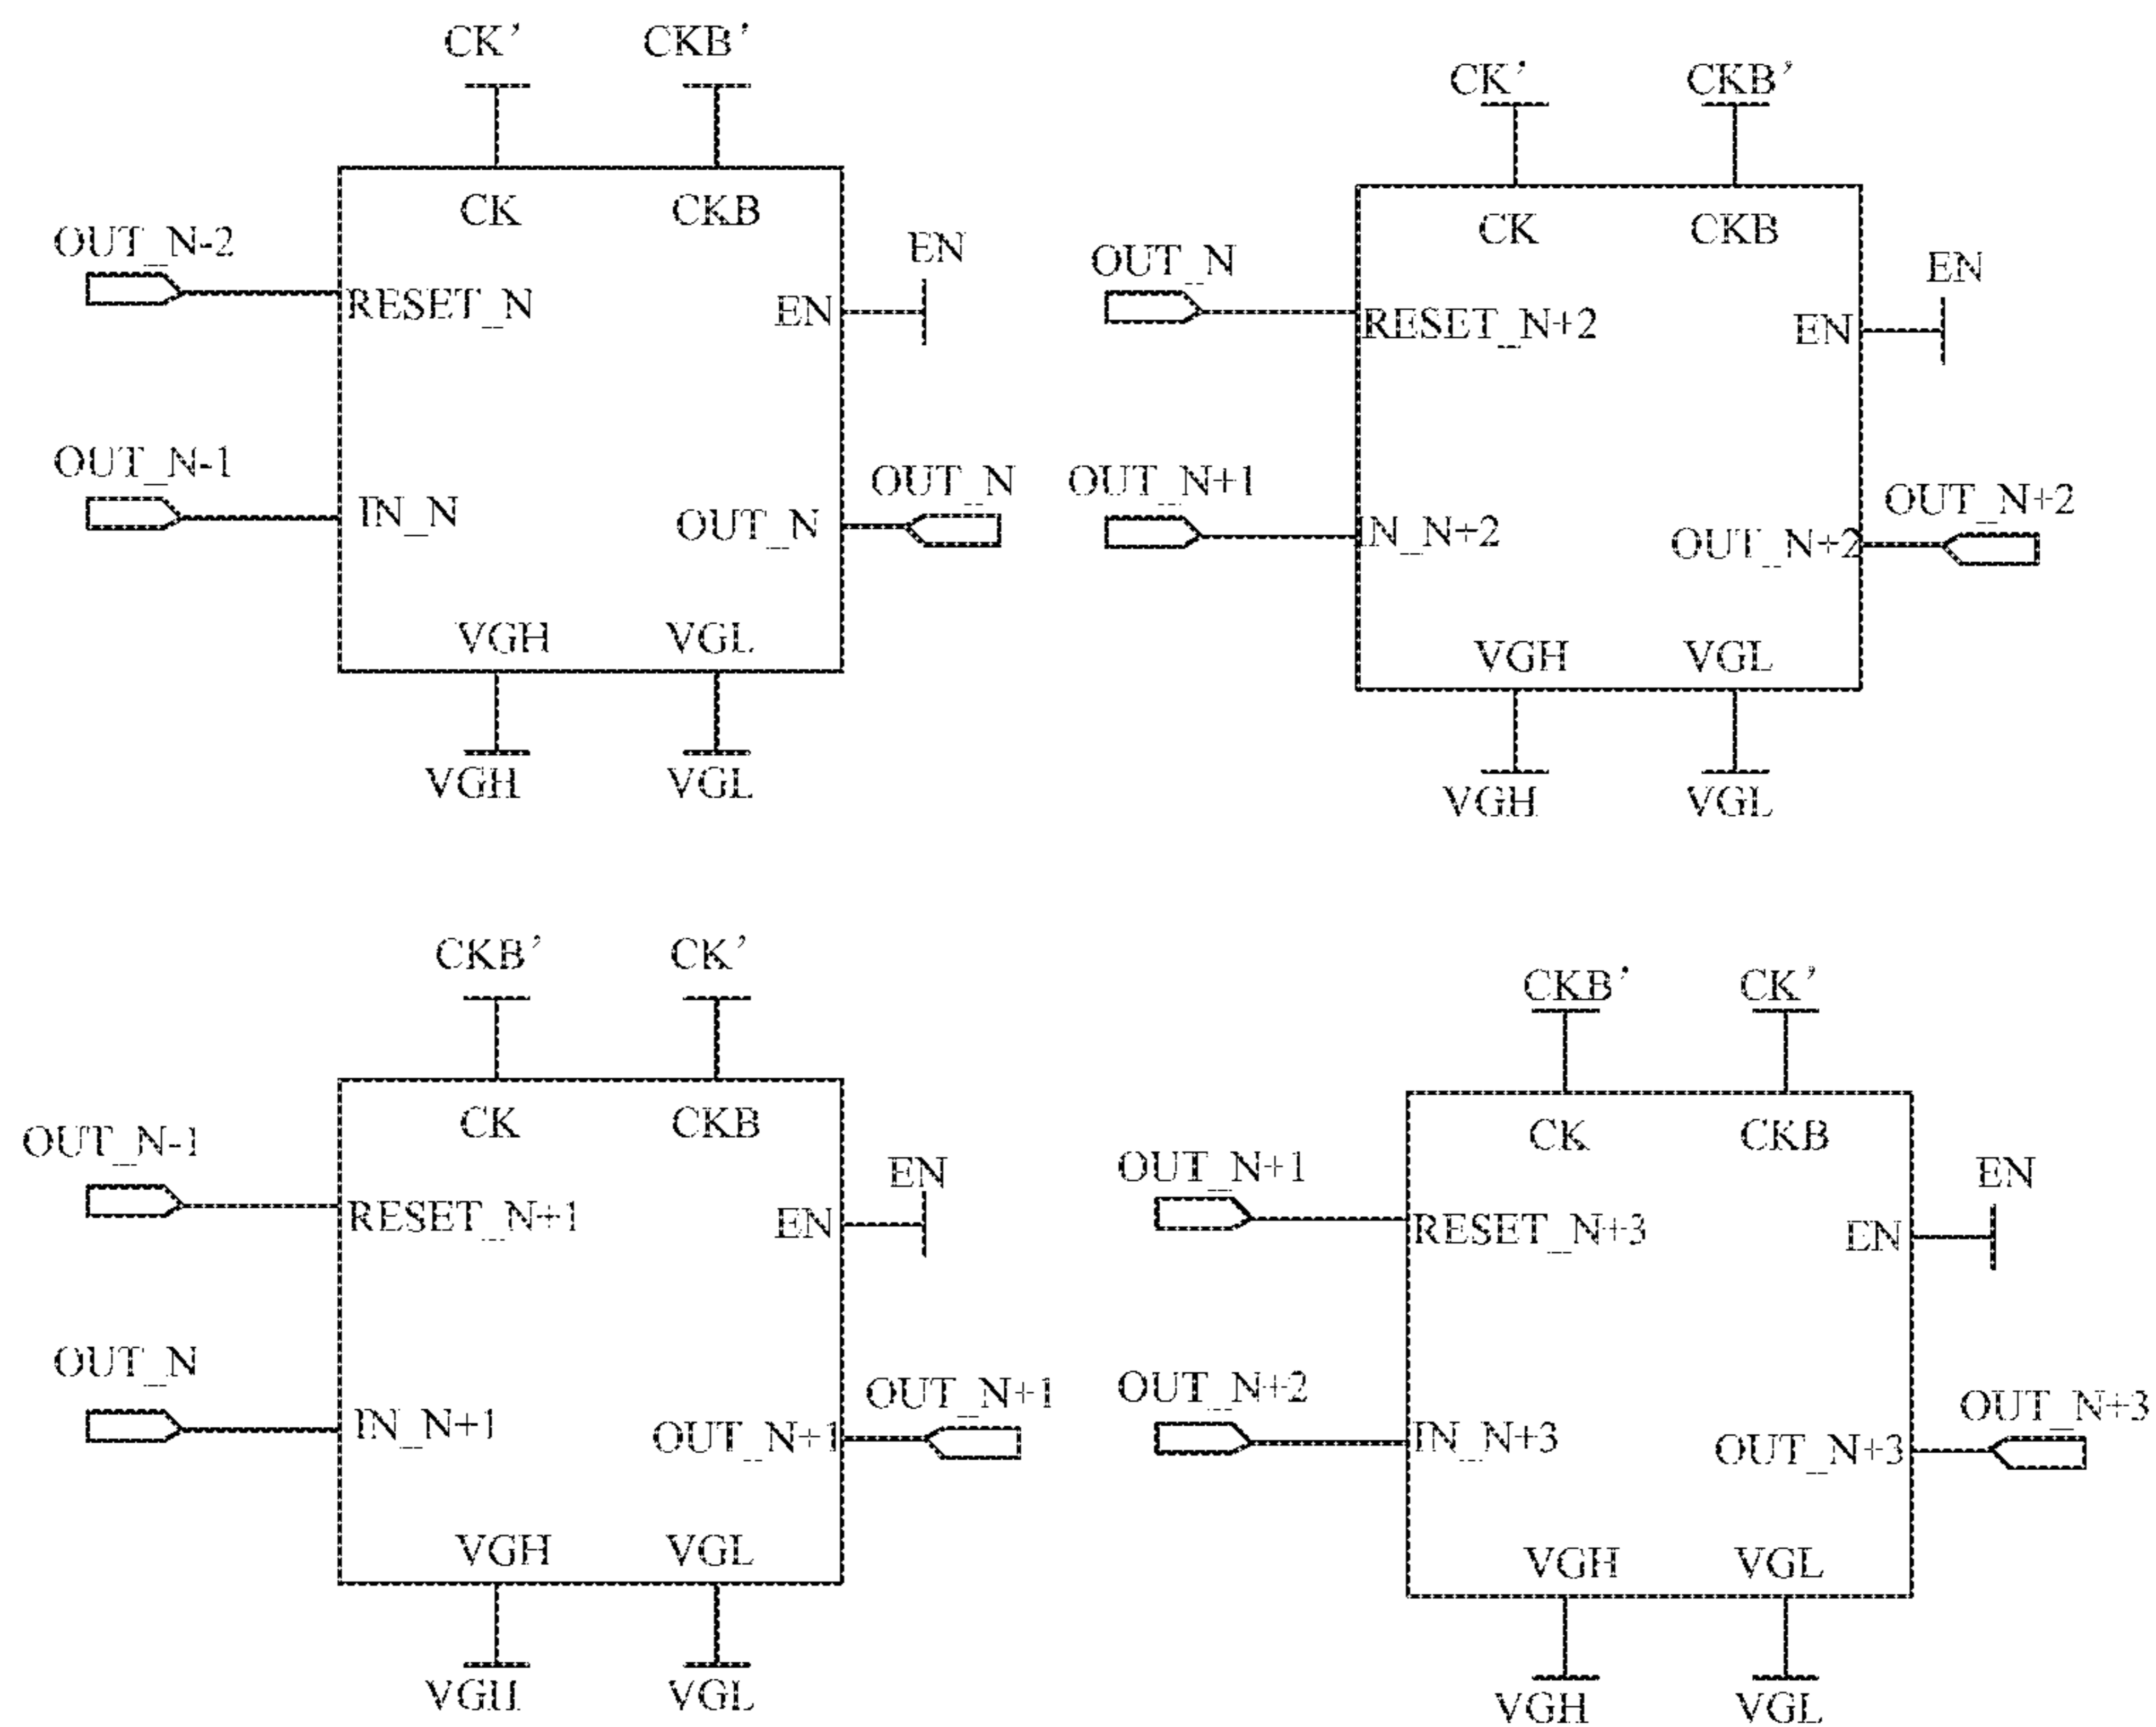 CK' CKB'
CK CKB
OUT_N-2
RESET_N
EN
EN
OUT_N-1
IN_N
OUT_N
OUT_N
VGH VGL
VGH VGL
CK' CKB'
CK CKB
OUT_N
RESET_N+2
EN
EN
OUT_N+1
IN_N+2
OUT_N+2
OUT_N+2
VGH VGL
VGH VGL
CKB' CK'
CK CKB
OUT_N-1
RESET_N+1
EN
EN
OUT_N
IN_N+1
OUT_N+1
OUT_N+1
VGH VGL
VGH VGL
CKB' CK'
CK CKB
OUT_N+1
RESET_N+3
EN
EN
OUT_N+2
IN_N+3
OUT_N+3
OUT_N+3
VGH VGL
VGH VGL